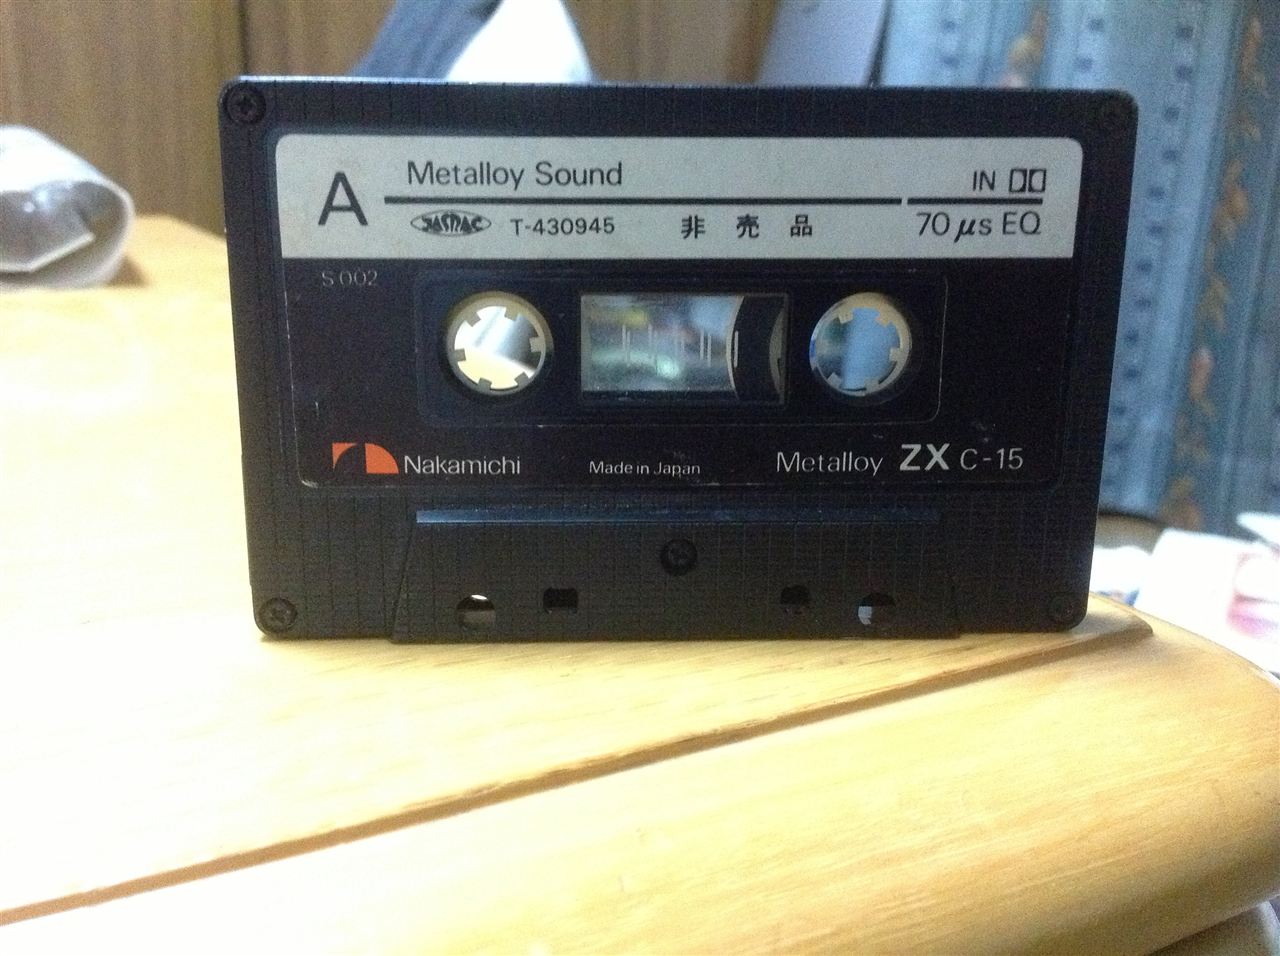 A
Metalloy Sound
IN
JASRAC T-430945 非売品 70 μs EQ
S 002
Nakamichi
Made in Japan
Metalloy ZX C-15